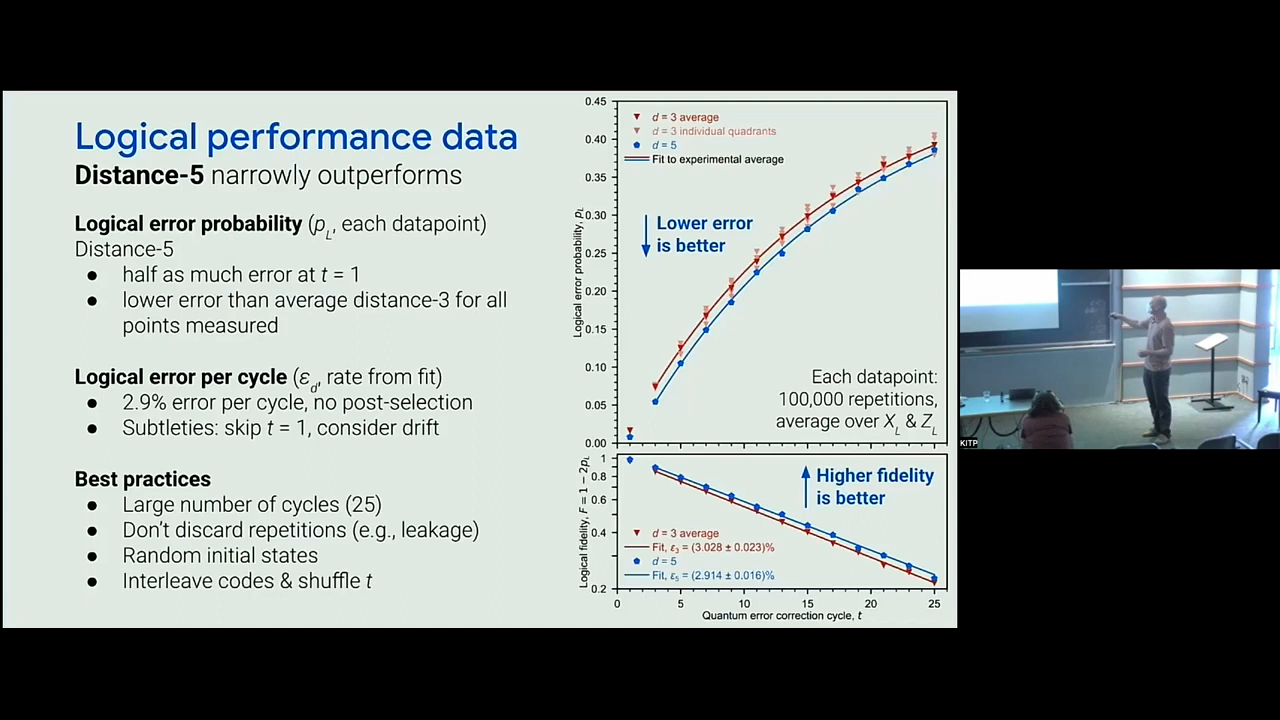 Logical performance data
Distance-5 narrowly outperforms
Logical error probability (pL, each datapoint)
Distance-5
● half as much error at t = 1
● lower error than average distance-3 for all
points measured
Logical error per cycle (εd, rate from fit)
● 2.9% error per cycle, no post-selection
● Subtleties: skip t = 1, consider drift
Best practices
● Large number of cycles (25)
● Don't discard repetitions (e.g., leakage)
● Random initial states
● Interleave codes & shuffle t
Logical error probability, pL
0.45
0.40
0.35
0.30
0.25
0.20
0.15
0.10
0.05
0.00
d = 3 average
d = 3 individual quadrants
d = 5
Fit to experimental average
Lower error
is better
Each datapoint:
100,000 repetitions,
average over XL & ZL
Logical fidelity, F = 1 − 2pL
1
0.8
0.6
0.4
0.2
Higher fidelity
is better
d = 3 average
Fit, ε3 = (3.028 ± 0.023)%
d = 5
Fit, ε5 = (2.914 ± 0.016)%
0 5 10 15 20 25
Quantum error correction cycle, t
KITP